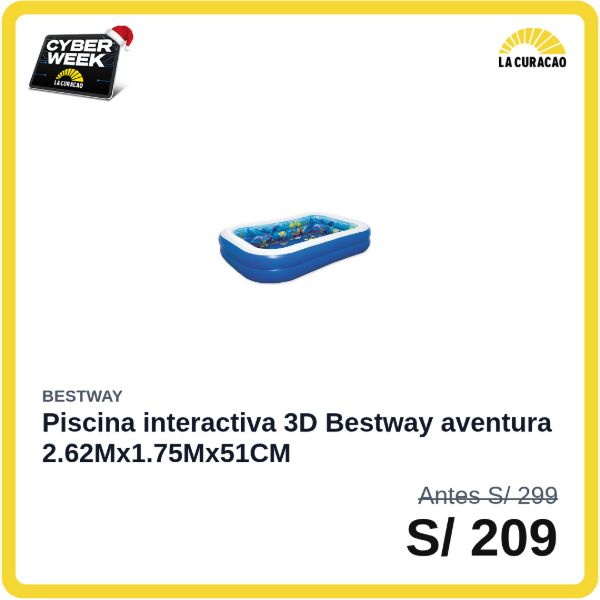 CYBER
WEEK
LA CURACAO
LA CURACAO
BESTWAY
Piscina interactiva 3D Bestway aventura
2.62Mx1.75Mx51CM
Antes S/ 299
S/ 209